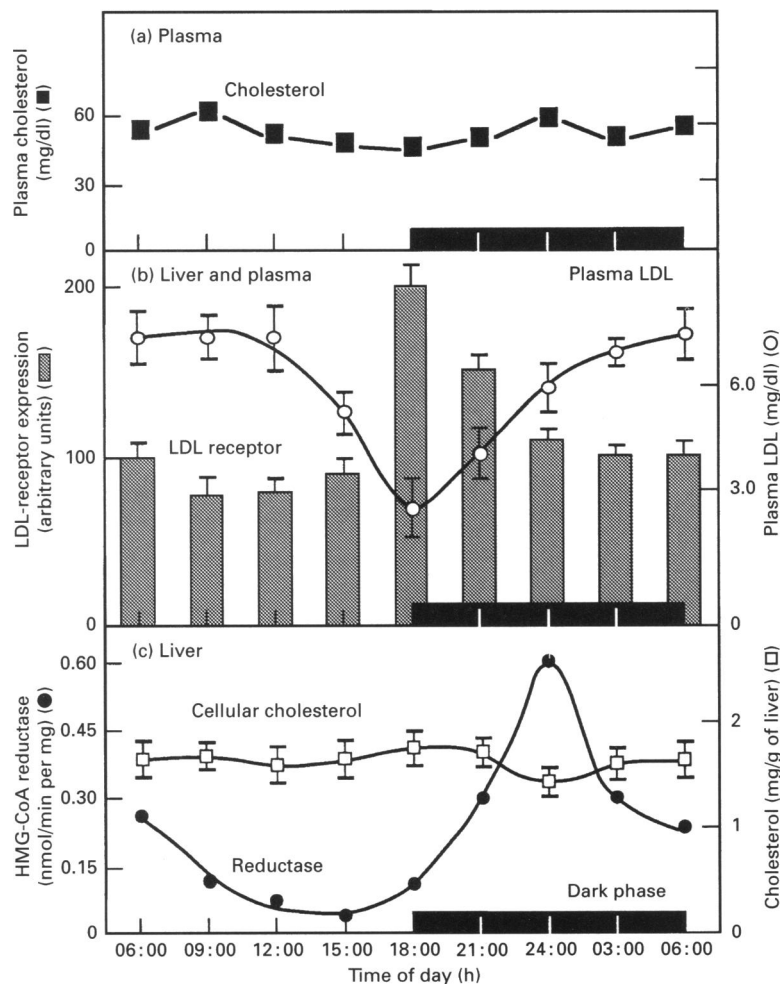 (a) Plasma
Cholesterol
Plasma cholesterol
(mg/dl) (■)
60
30
0
(b) Liver and plasma
Plasma LDL
LDL receptor
LDL-receptor expression
(arbitrary units) (▩)
200
100
0
Plasma LDL (mg/dl) (○)
6.0
3.0
0
(c) Liver
Cellular cholesterol
Reductase
Dark phase
HMG-CoA reductase
(nmol/min per mg) (●)
0.60
0.45
0.30
0.15
0
Cholesterol (mg/g of liver) (□)
2
1
0
06:00 09:00 12:00 15:00 18:00 21:00 24:00 03:00 06:00
Time of day (h)